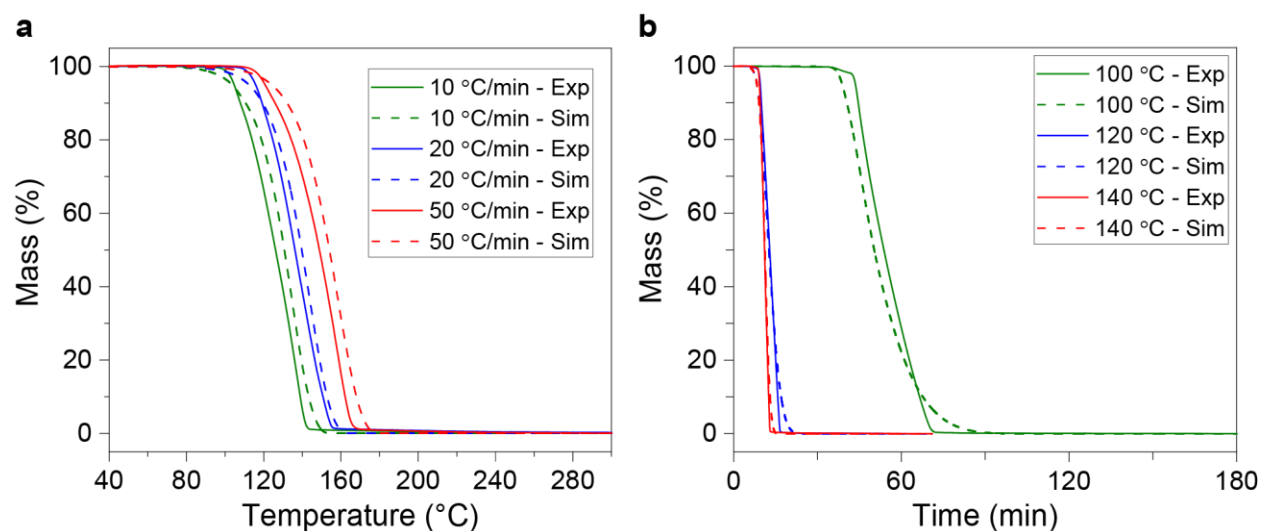 a
100
80
60
40
20
0
Mass (%)
10 °C/min - Exp
10 °C/min - Sim
20 °C/min - Exp
20 °C/min - Sim
50 °C/min - Exp
50 °C/min - Sim
40 80 120 160 200 240 280
Temperature (°C)
b
100
80
60
40
20
0
Mass (%)
100 °C - Exp
100 °C - Sim
120 °C - Exp
120 °C - Sim
140 °C - Exp
140 °C - Sim
0 60 120 180
Time (min)